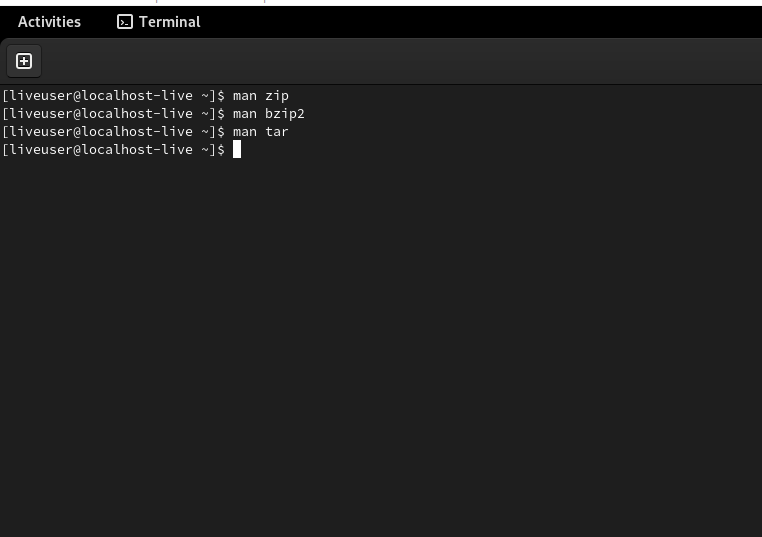 Activities Terminal
[liveuser@localhost-live ~]$ man zip
[liveuser@localhost-live ~]$ man bzip2
[liveuser@localhost-live ~]$ man tar
[liveuser@localhost-live ~]$